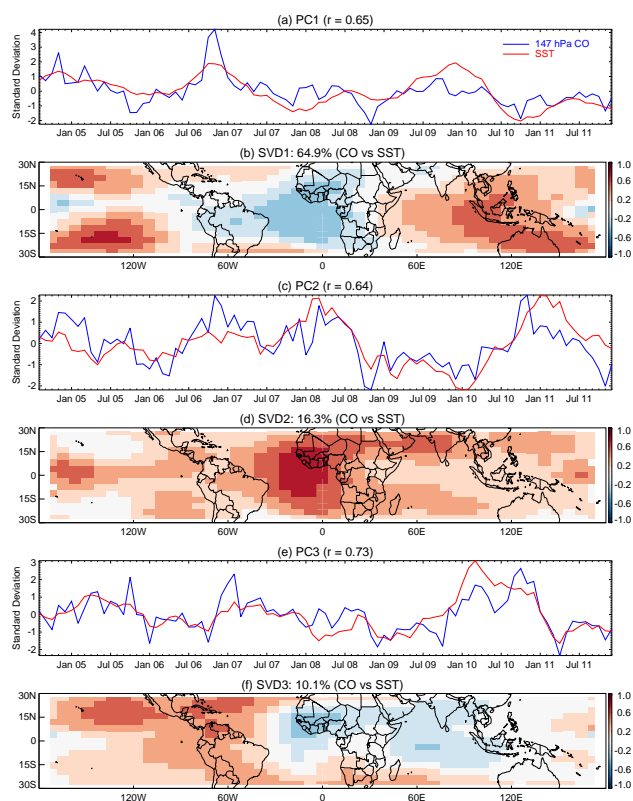 (a) PC1 (r = 0.65)
Standard Deviation
4
3
2
1
0
-1
-2
147 hPa CO
SST
Jan 05 Jul 05 Jan 06 Jul 06 Jan 07 Jul 07 Jan 08 Jul 08 Jan 09 Jul 09 Jan 10 Jul 10 Jan 11 Jul 11
(b) SVD1: 64.9% (CO vs SST)
30N
15N
0
15S
30S
120W 60W 0 60E 120E
1.0
0.6
0.2
-0.2
-0.6
-1.0
(c) PC2 (r = 0.64)
Standard Deviation
2
1
0
-1
-2
Jan 05 Jul 05 Jan 06 Jul 06 Jan 07 Jul 07 Jan 08 Jul 08 Jan 09 Jul 09 Jan 10 Jul 10 Jan 11 Jul 11
(d) SVD2: 16.3% (CO vs SST)
30N
15N
0
15S
30S
120W 60W 0 60E 120E
1.0
0.6
0.2
-0.2
-0.6
-1.0
(e) PC3 (r = 0.73)
Standard Deviation
3
2
1
0
-1
-2
Jan 05 Jul 05 Jan 06 Jul 06 Jan 07 Jul 07 Jan 08 Jul 08 Jan 09 Jul 09 Jan 10 Jul 10 Jan 11 Jul 11
(f) SVD3: 10.1% (CO vs SST)
30N
15N
0
15S
30S
120W 60W 0 60E 120E
1.0
0.6
0.2
-0.2
-0.6
-1.0